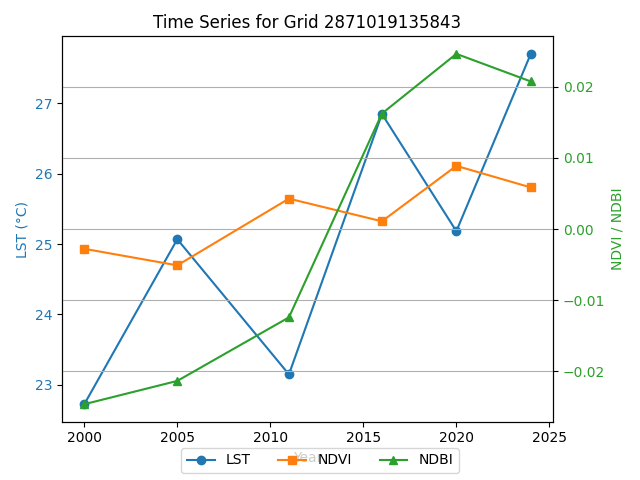 Time Series for Grid 2871019135843
LST (°C)
27
26
25
24
23
0.02
0.01
0.00
−0.01
−0.02
NDVI / NDBI
2000 2005 2010 2015 2020 2025
Year
LST NDVI NDBI